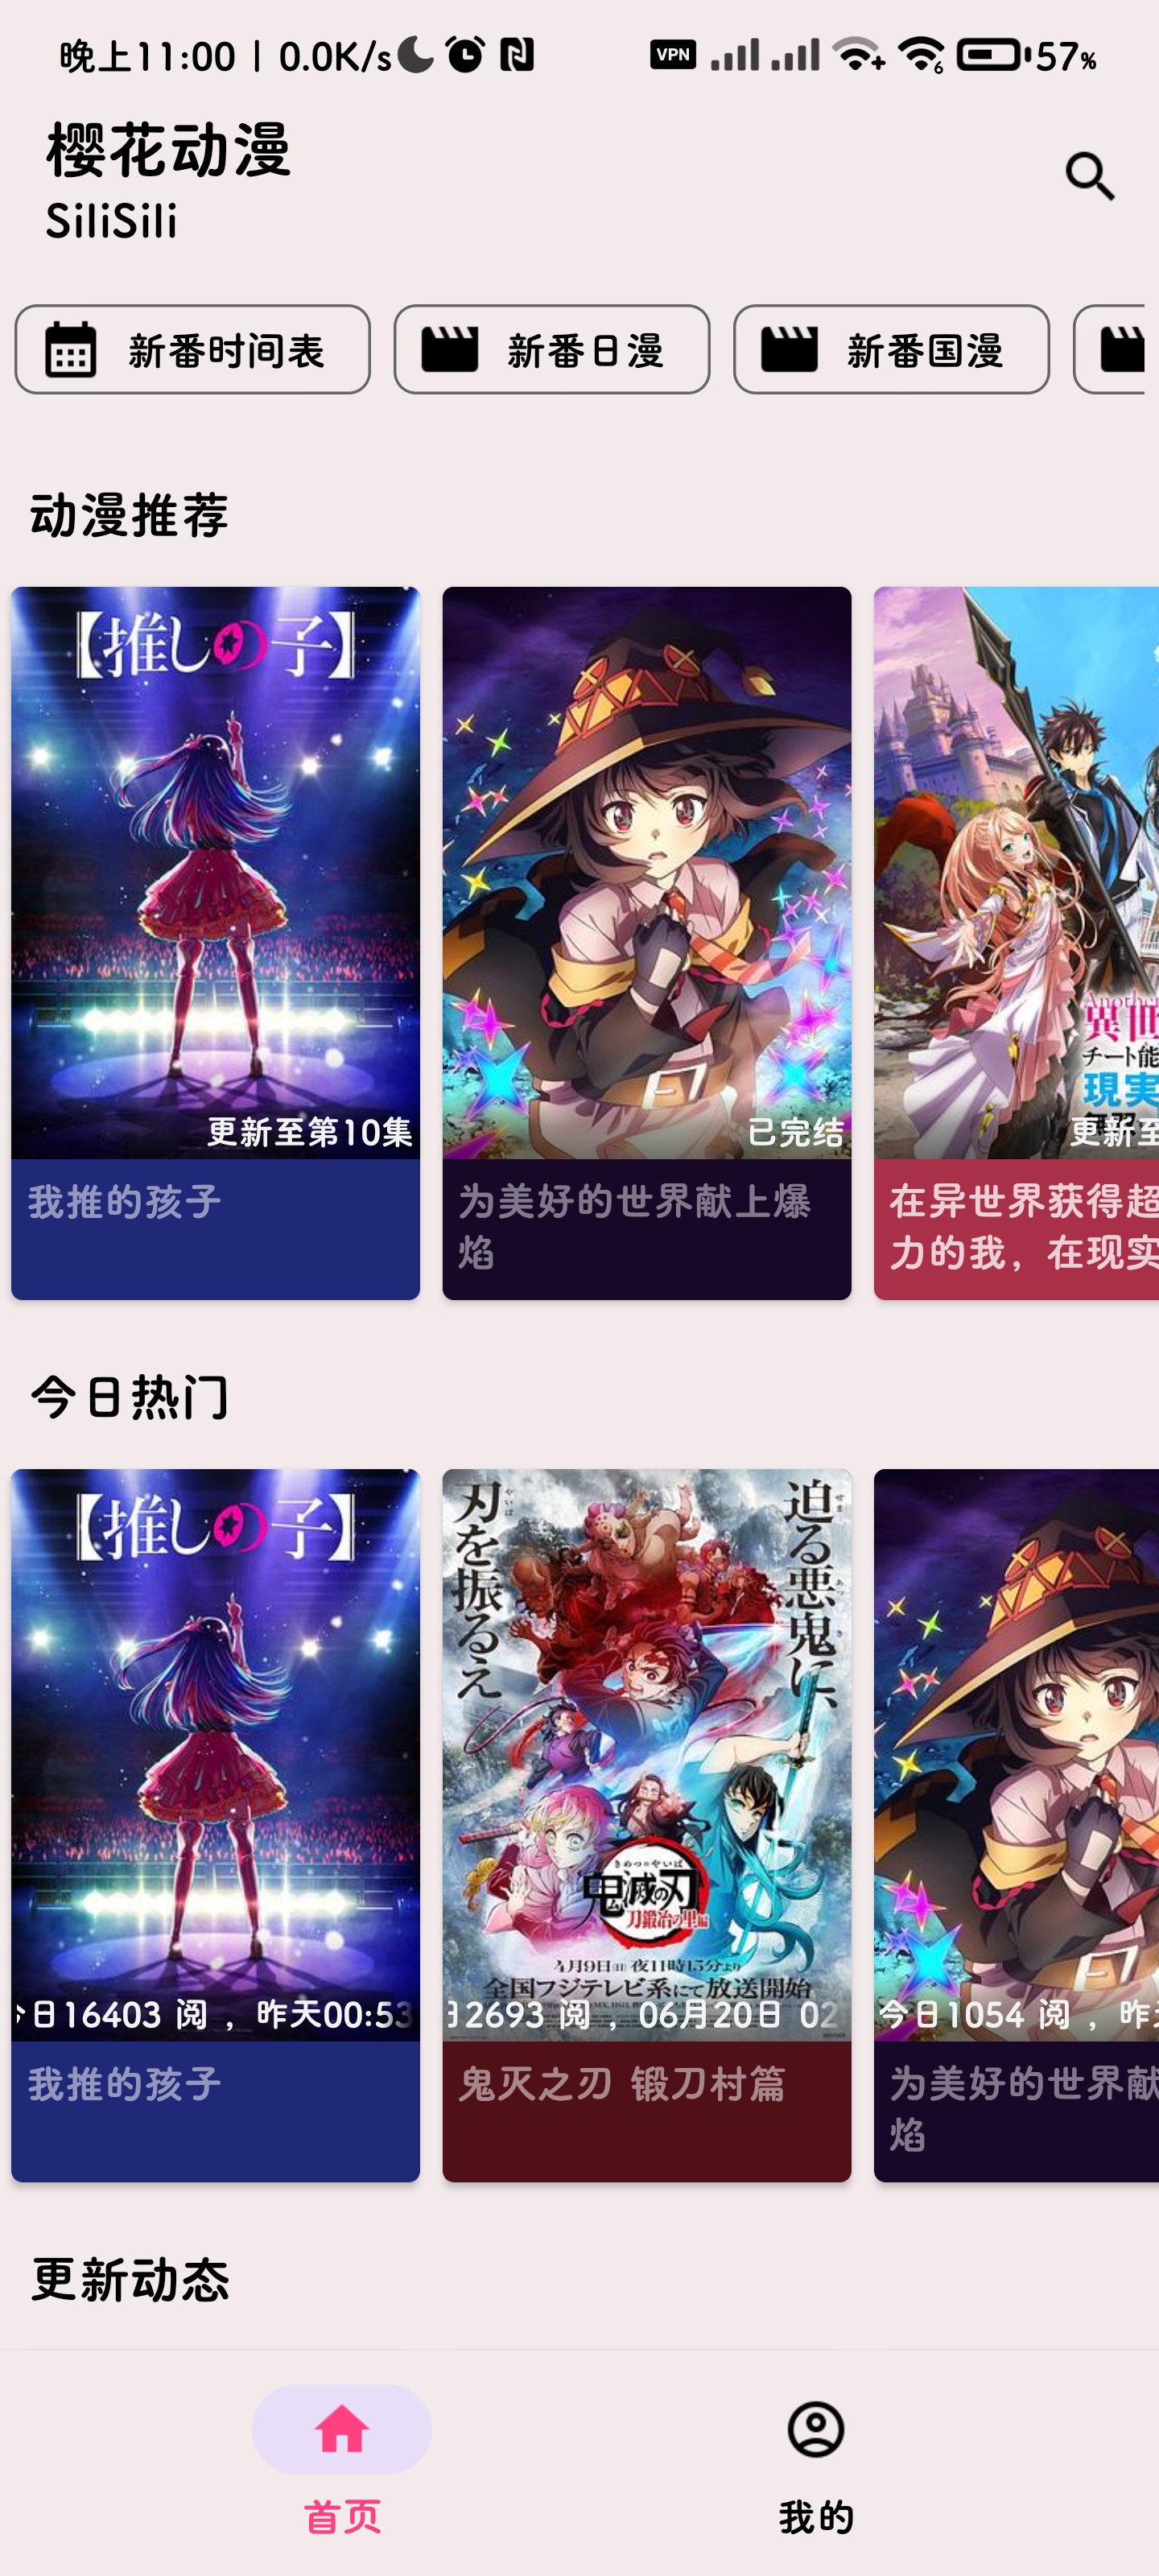 晚上11:00 | 0.0K/s
VPN
6
57%
樱花动漫
SiliSili
新番时间表
新番日漫
新番国漫
动漫推荐
【推しの子】
更新至第10集
我推的孩子
已完结
为美好的世界献上爆
焰
Another
異世
チート能
現実
更新至
在异世界获得超
力的我，在现实
今日热门
【推しの子】
今日16403 阅 ，昨天00:53
我推的孩子
迫る悪鬼に、
刃を振るえ
きめつのやいば
鬼滅の刃
刀鍛冶の里編
4月9日(日) 夜11時15分より
全国フジテレビ系にて放送開始
日2693 阅 ，06月20日 02
鬼灭之刃 锻刀村篇
今日1054 阅 ，昨天
为美好的世界献
焰
更新动态
首页
我的